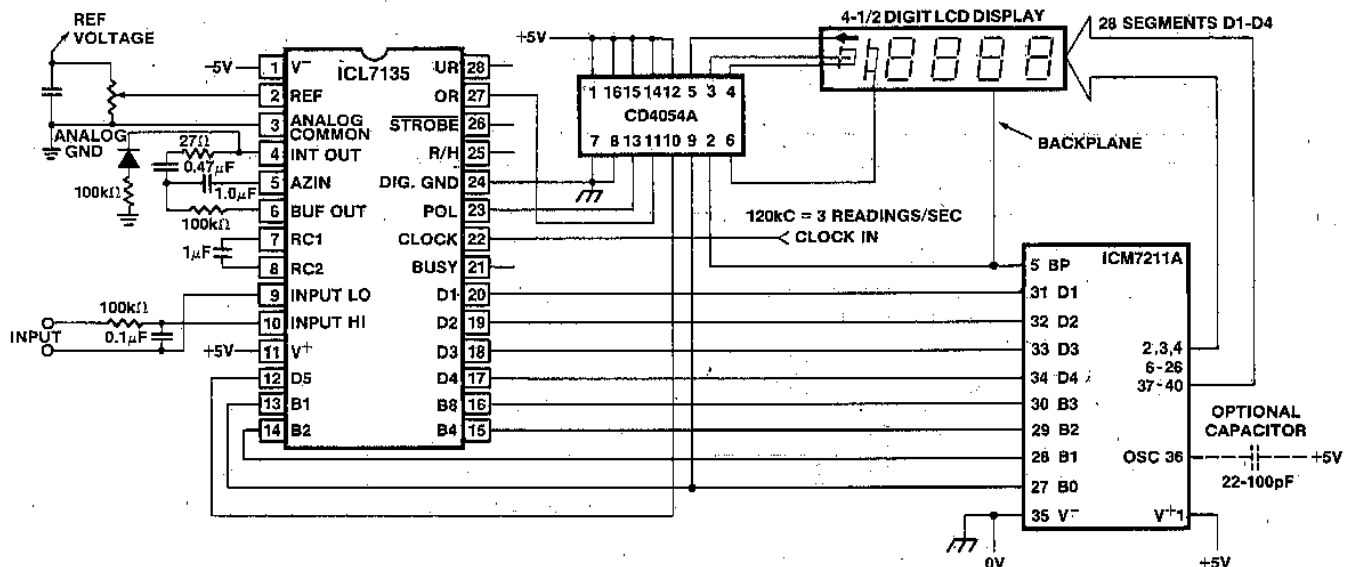 REF
VOLTAGE
ANALOG
GND
27Ω
0.47μF
1.0μF
100kΩ
100kΩ
1μF
100kΩ
0.1μF
INPUT
-5V
+5V
ICL7135
1 V-
2 REF
3 ANALOG
COMMON
4 INT OUT
5 AZIN
6 BUF OUT
7 RC1
8 RC2
9 INPUT LO
10 INPUT HI
11 V+
12 D5
13 B1
14 B2
UR 28
OR 27
STROBE 26
R/H 25
DIG. GND 24
POL 23
CLOCK 22
BUSY 21
D1 20
D2 19
D3 18
D4 17
B8 16
B4 15
+5V
1 16 15 14 12 5 3 4
CD4054A
7 8 13 11 10 9 2 6
4-1/2 DIGIT LCD DISPLAY
28 SEGMENTS D1-D4
BACKPLANE
120kC = 3 READINGS/SEC
CLOCK IN
ICM7211A
5 BP
31 D1
32 D2
33 D3
34 D4
30 B3
29 B2
28 B1
27 B0
35 V-
2,3,4
6-26
37-40
OSC 36
V+1
OPTIONAL
CAPACITOR
22-100pF
+5V
0V
+5V